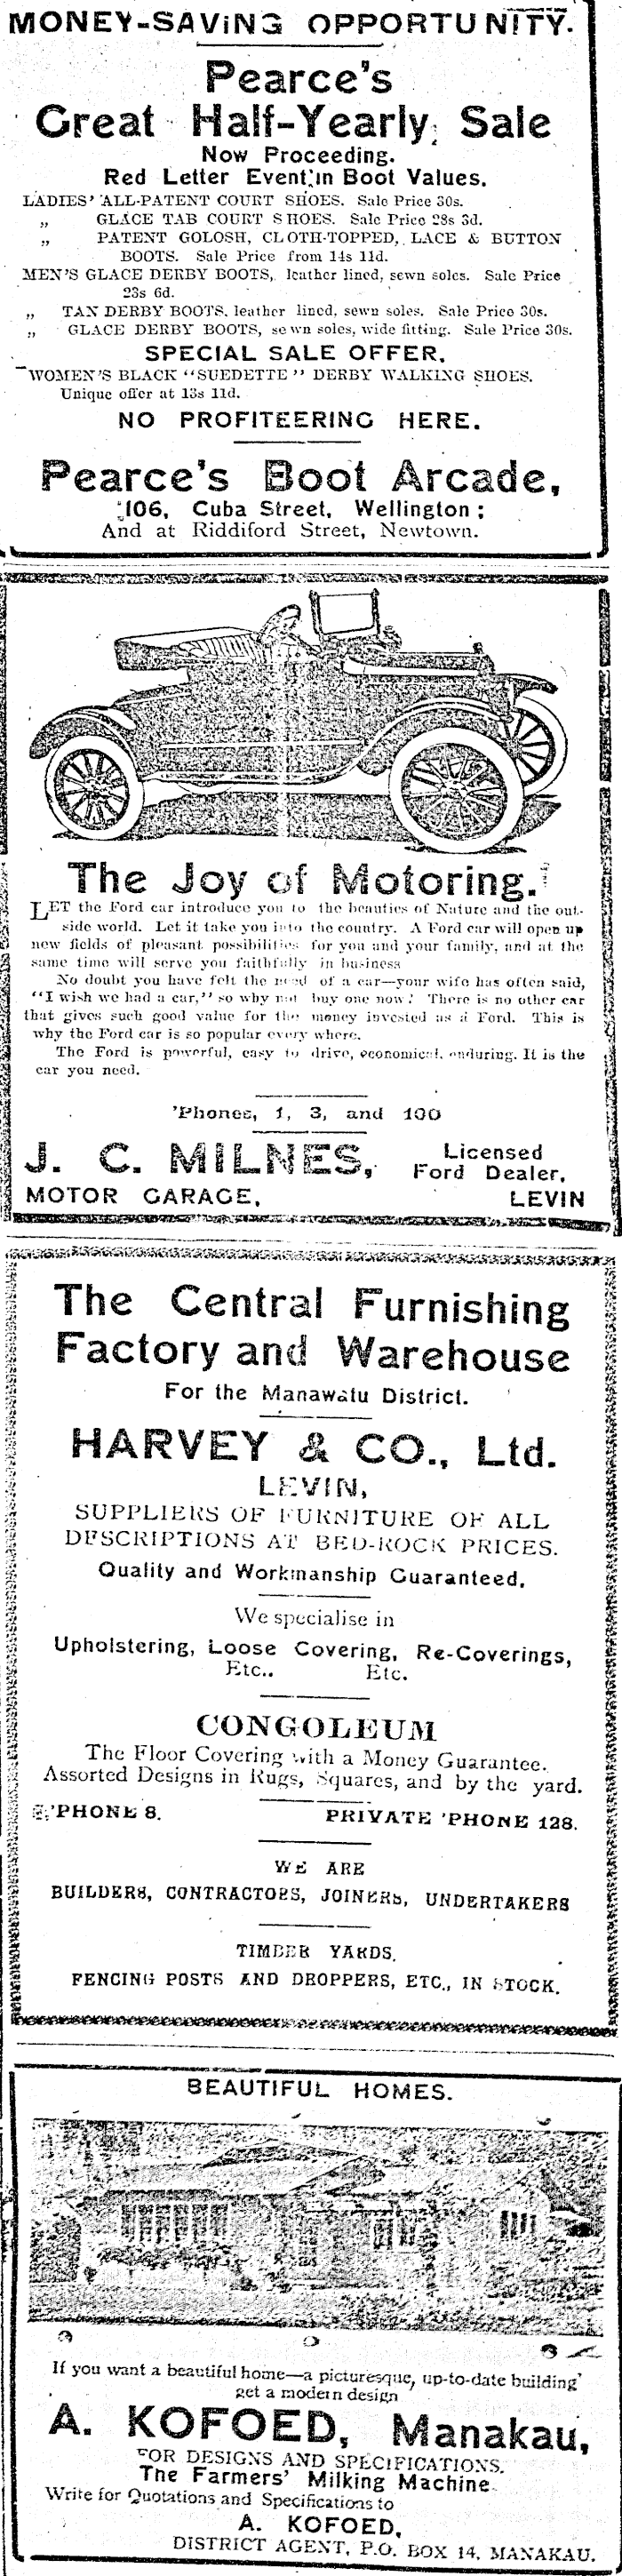 MONEY-SAVING OPPORTUNITY.
Pearce's
Great Half-Yearly Sale
Now Proceeding.
Red Letter Event in Boot Values.
LADIES' ALL-PATENT COURT SHOES. Sale Price 30s.
„ GLACE TAB COURT SHOES. Sale Price 28s 3d.
„ PATENT GOLOSH, CLOTH-TOPPED, LACE & BUTTON
BOOTS. Sale Price from 14s 11d.
MEN'S GLACE DERBY BOOTS, leather lined, sewn soles. Sale Price
23s 6d.
„ TAN DERBY BOOTS, leather lined, sewn soles. Sale Price 30s.
„ GLACE DERBY BOOTS, sewn soles, wide fitting. Sale Price 30s.
SPECIAL SALE OFFER.
WOMEN'S BLACK "SUEDETTE" DERBY WALKING SHOES.
Unique offer at 13s 11d.
NO PROFITEERING HERE.
Pearce's Boot Arcade,
106, Cuba Street, Wellington;
And at Riddiford Street, Newtown.
The Joy of Motoring.
LET the Ford car introduce you to the beauties of Nature and the out-
side world. Let it take you into the country. A Ford car will open up
new fields of pleasant possibilities for you and your family, and at the
same time will serve you faithfully in business
No doubt you have felt the need of a car—your wife has often said,
"I wish we had a car," so why not buy one now? There is no other car
that gives such good value for the money invested as a Ford. This is
why the Ford car is so popular every where.
The Ford is powerful, easy to drive, economical, enduring. It is the
car you need.
'Phones, 1, 3, and 100
J. C. MILNES, Licensed
Ford Dealer,
MOTOR GARAGE, LEVIN
The Central Furnishing
Factory and Warehouse
For the Manawatu District.
HARVEY & CO., Ltd.
LEVIN,
SUPPLIERS OF FURNITURE OF ALL
DESCRIPTIONS AT BED-ROCK PRICES.
Quality and Workmanship Guaranteed.
We specialise in
Upholstering, Loose Covering, Re-Coverings,
Etc.. Etc.
CONGOLEUM
The Floor Covering with a Money Guarantee.
Assorted Designs in Rugs, Squares, and by the yard.
'PHONE 8. PRIVATE 'PHONE 128.
WE ARE
BUILDERS, CONTRACTORS, JOINERS, UNDERTAKERS
TIMBER YARDS.
FENCING POSTS AND DROPPERS, ETC., IN STOCK.
BEAUTIFUL HOMES.
If you want a beautiful home—a picturesque, up-to-date building
get a modern design
A. KOFOED, Manakau,
FOR DESIGNS AND SPECIFICATIONS.
The Farmers' Milking Machine
Write for Quotations and Specifications to
A. KOFOED,
DISTRICT AGENT, P.O. BOX 14, MANAKAU.